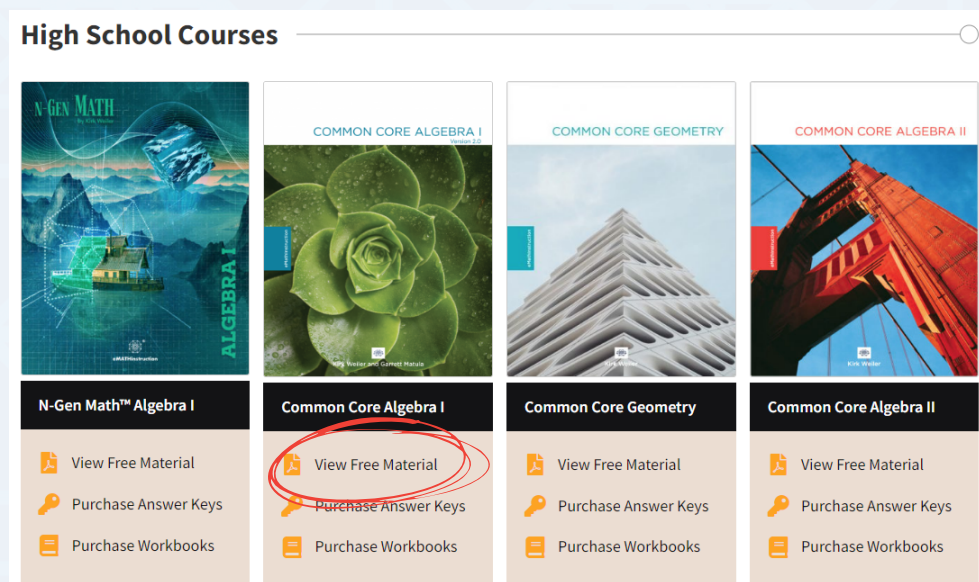 High School Courses
N-GEN MATH
By Kirk Weiler
ALGEBRA I
eMATHinstruction
N-Gen Math™ Algebra I
View Free Material
Purchase Answer Keys
Purchase Workbooks
COMMON CORE ALGEBRA I
Version 2.0
eMathInstruction
Kirk Weiler and Garrett Matula
Common Core Algebra I
View Free Material
Purchase Answer Keys
Purchase Workbooks
COMMON CORE GEOMETRY
eMathInstruction
Kirk Weiler
Common Core Geometry
View Free Material
Purchase Answer Keys
Purchase Workbooks
COMMON CORE ALGEBRA II
eMathInstruction
Kirk Weiler
Common Core Algebra II
View Free Material
Purchase Answer Keys
Purchase Workbooks